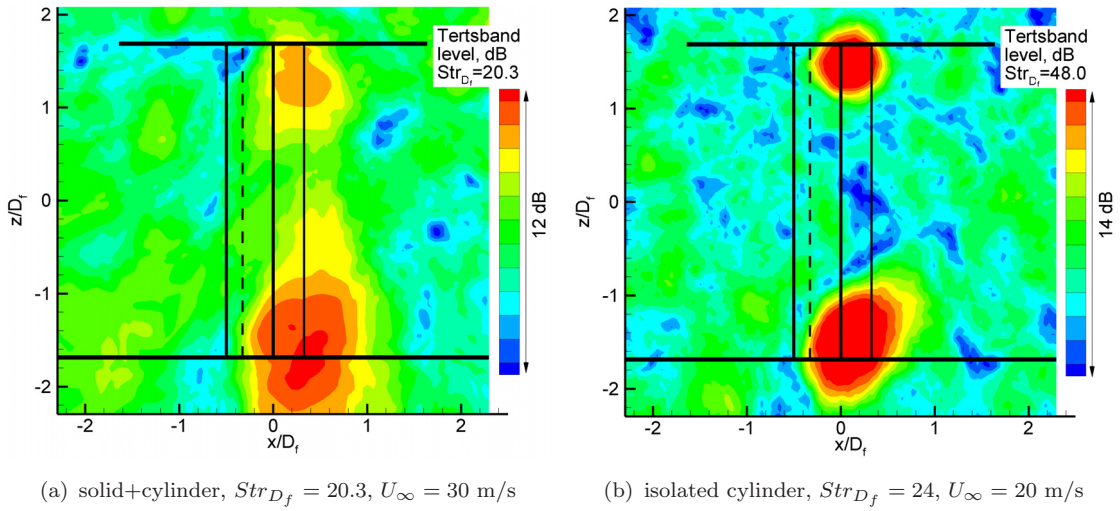 2
1
0
-1
-2
z/D_f
-2
-1
0
1
2
x/D_f
Tertsband
level, dB
Str_{D_f}=20.3
12 dB
2
1
0
-1
-2
z/D_f
-2
-1
0
1
2
x/D_f
Tertsband
level, dB
Str_{D_f}=48.0
14 dB
(a) solid+cylinder, Str_{D_f} = 20.3, U_∞ = 30 m/s
(b) isolated cylinder, Str_{D_f} = 24, U_∞ = 20 m/s